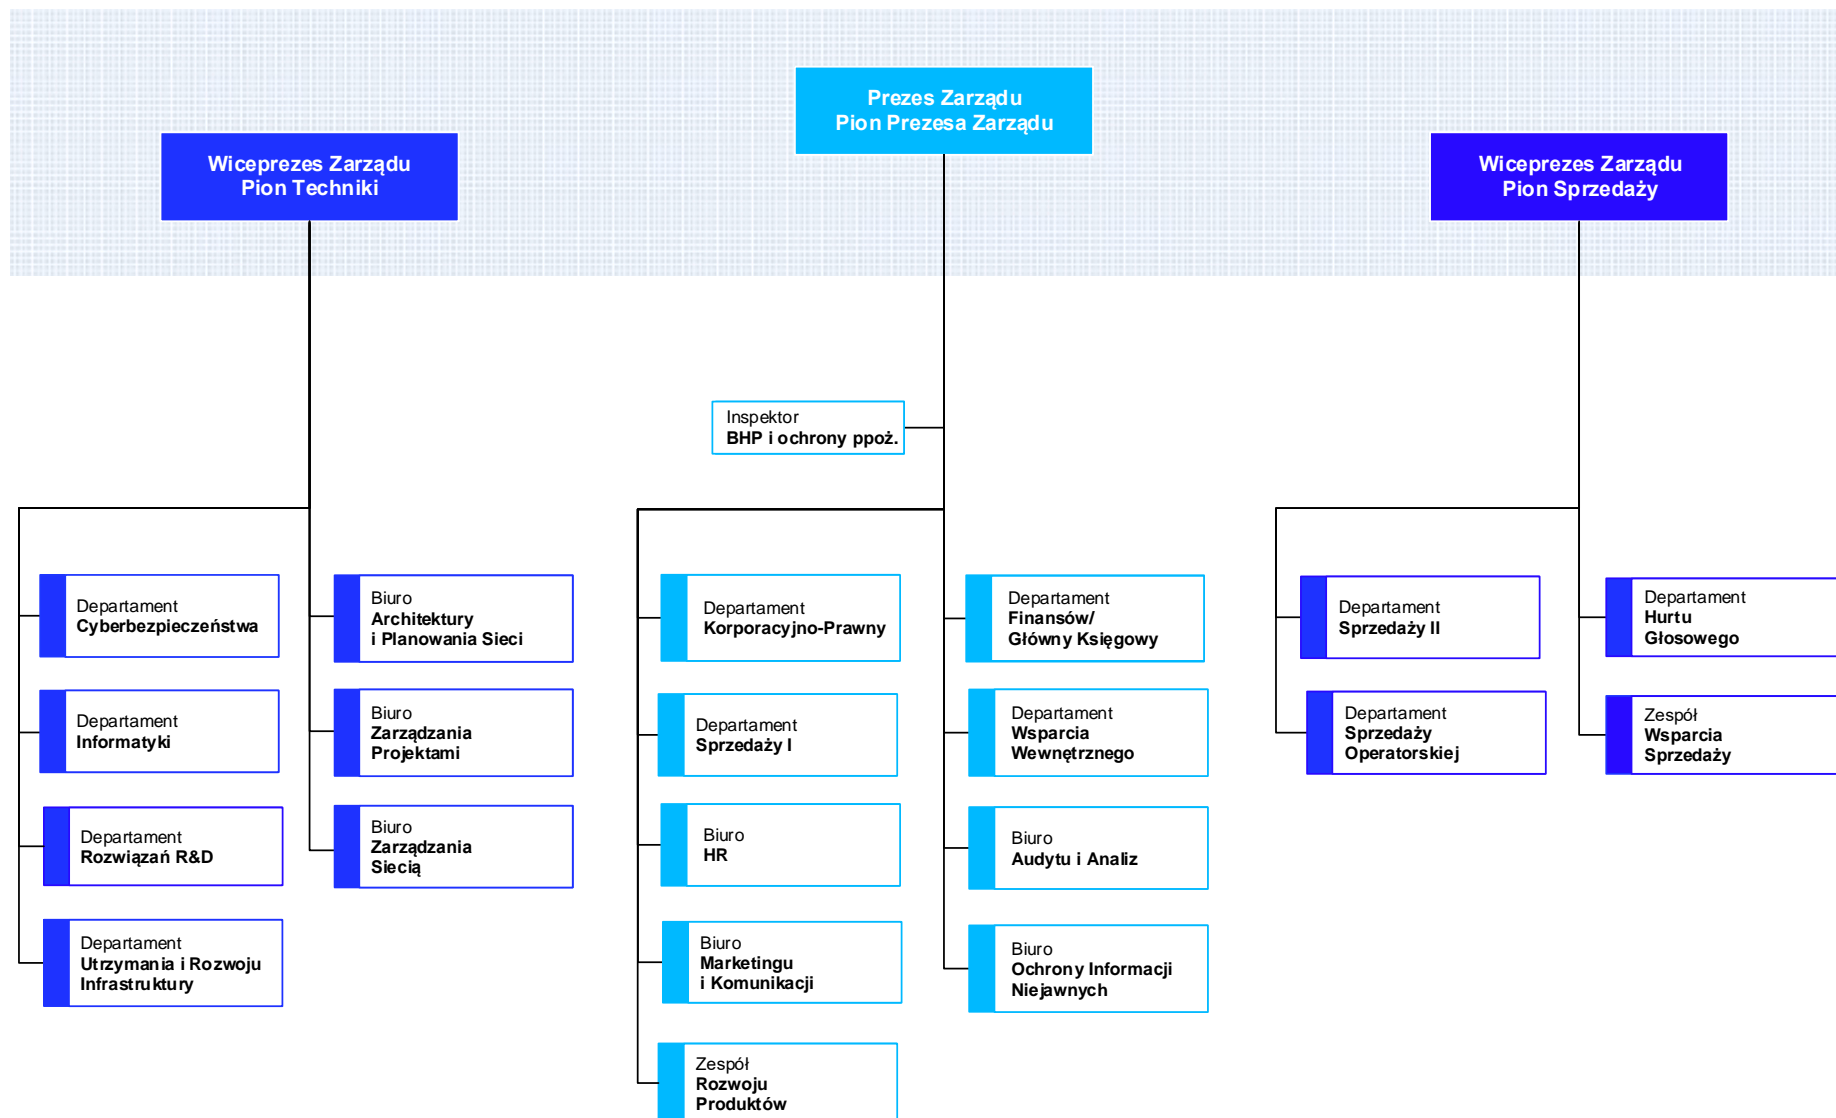 Prezes Zarządu
Pion Prezesa Zarządu
Wiceprezes Zarządu
Pion Techniki
Wiceprezes Zarządu
Pion Sprzedaży
Inspektor
BHP i ochrony ppoż.
Departament
Cyberbezpieczeństwa
Departament
Informatyki
Departament
Rozwiązań R&D
Departament
Utrzymania i Rozwoju
Infrastruktury
Biuro
Architektury
i Planowania Sieci
Biuro
Zarządzania
Projektami
Biuro
Zarządzania
Siecią
Departament
Korporacyjno-Prawny
Departament
Sprzedaży I
Biuro
HR
Biuro
Marketingu
i Komunikacji
Zespół
Rozwoju
Produktów
Departament
Finansów/
Główny Księgowy
Departament
Wsparcia
Wewnętrznego
Biuro
Audytu i Analiz
Biuro
Ochrony Informacji
Niejawnych
Departament
Sprzedaży II
Departament
Sprzedaży
Operatorskiej
Departament
Hurtu
Głosowego
Zespół
Wsparcia
Sprzedaży